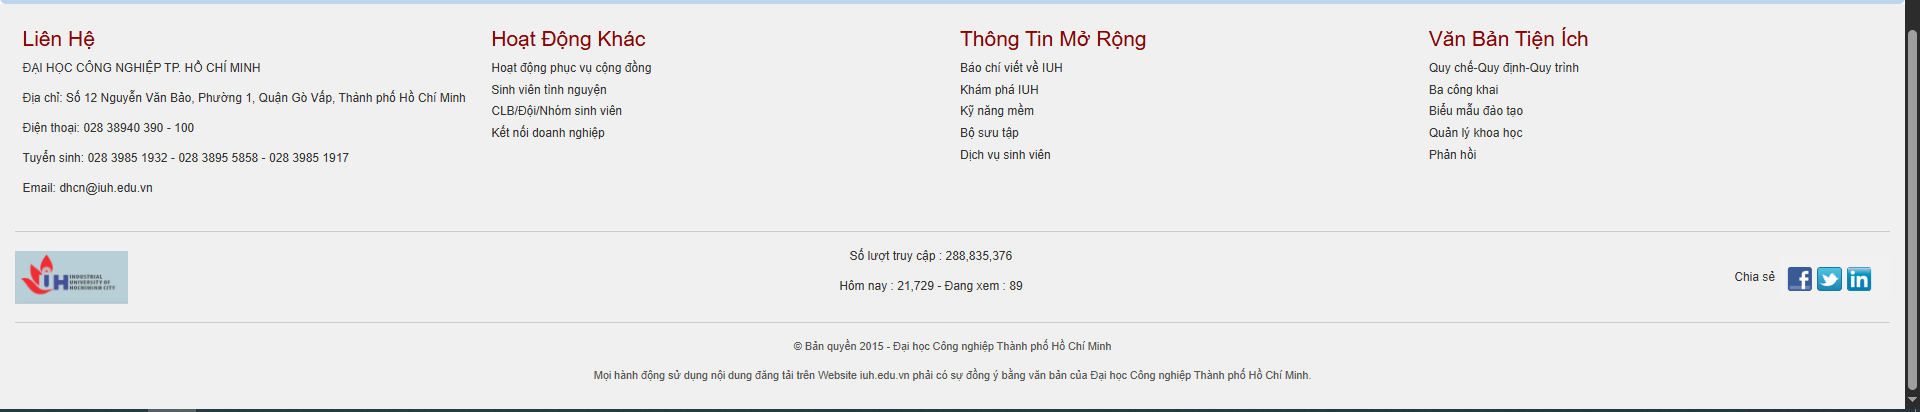 Liên Hệ
ĐẠI HỌC CÔNG NGHIỆP TP. HỒ CHÍ MINH
Địa chỉ: Số 12 Nguyễn Văn Bảo, Phường 1, Quận Gò Vấp, Thành phố Hồ Chí Minh
Điện thoại: 028 38940 390 - 100
Tuyển sinh: 028 3985 1932 - 028 3895 5858 - 028 3985 1917
Email: dhcn@iuh.edu.vn
Hoạt Động Khác
Hoạt động phục vụ cộng đồng
Sinh viên tình nguyện
CLB/Đội/Nhóm sinh viên
Kết nối doanh nghiệp
Thông Tin Mở Rộng
Báo chí viết về IUH
Khám phá IUH
Kỹ năng mềm
Bộ sưu tập
Dịch vụ sinh viên
Văn Bản Tiện Ích
Quy chế-Quy định-Quy trình
Ba công khai
Biểu mẫu đào tạo
Quản lý khoa học
Phản hồi
IUH
INDUSTRIAL
UNIVERSITY OF
HOCHIMINH CITY
Số lượt truy cập : 288,835,376
Hôm nay : 21,729 - Đang xem : 89
Chia sẻ
© Bản quyền 2015 - Đại học Công nghiệp Thành phố Hồ Chí Minh
Mọi hành động sử dụng nội dung đăng tải trên Website iuh.edu.vn phải có sự đồng ý bằng văn bản của Đại học Công nghiệp Thành phố Hồ Chí Minh.